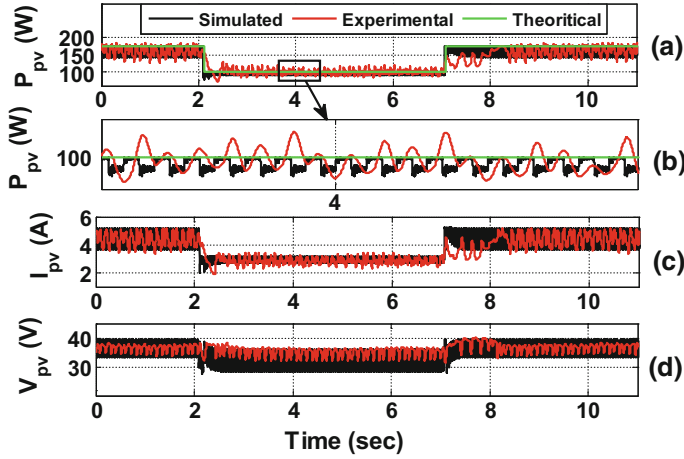 Simulated Experimental Theoritical
P_pv (W)
200
150
100
0 2 4 6 8 10
(a)
P_pv (W)
100
4
(b)
I_pv (A)
6
4
2
0 2 4 6 8 10
(c)
V_pv (V)
40
30
0 2 4 6 8 10
(d)
Time (sec)